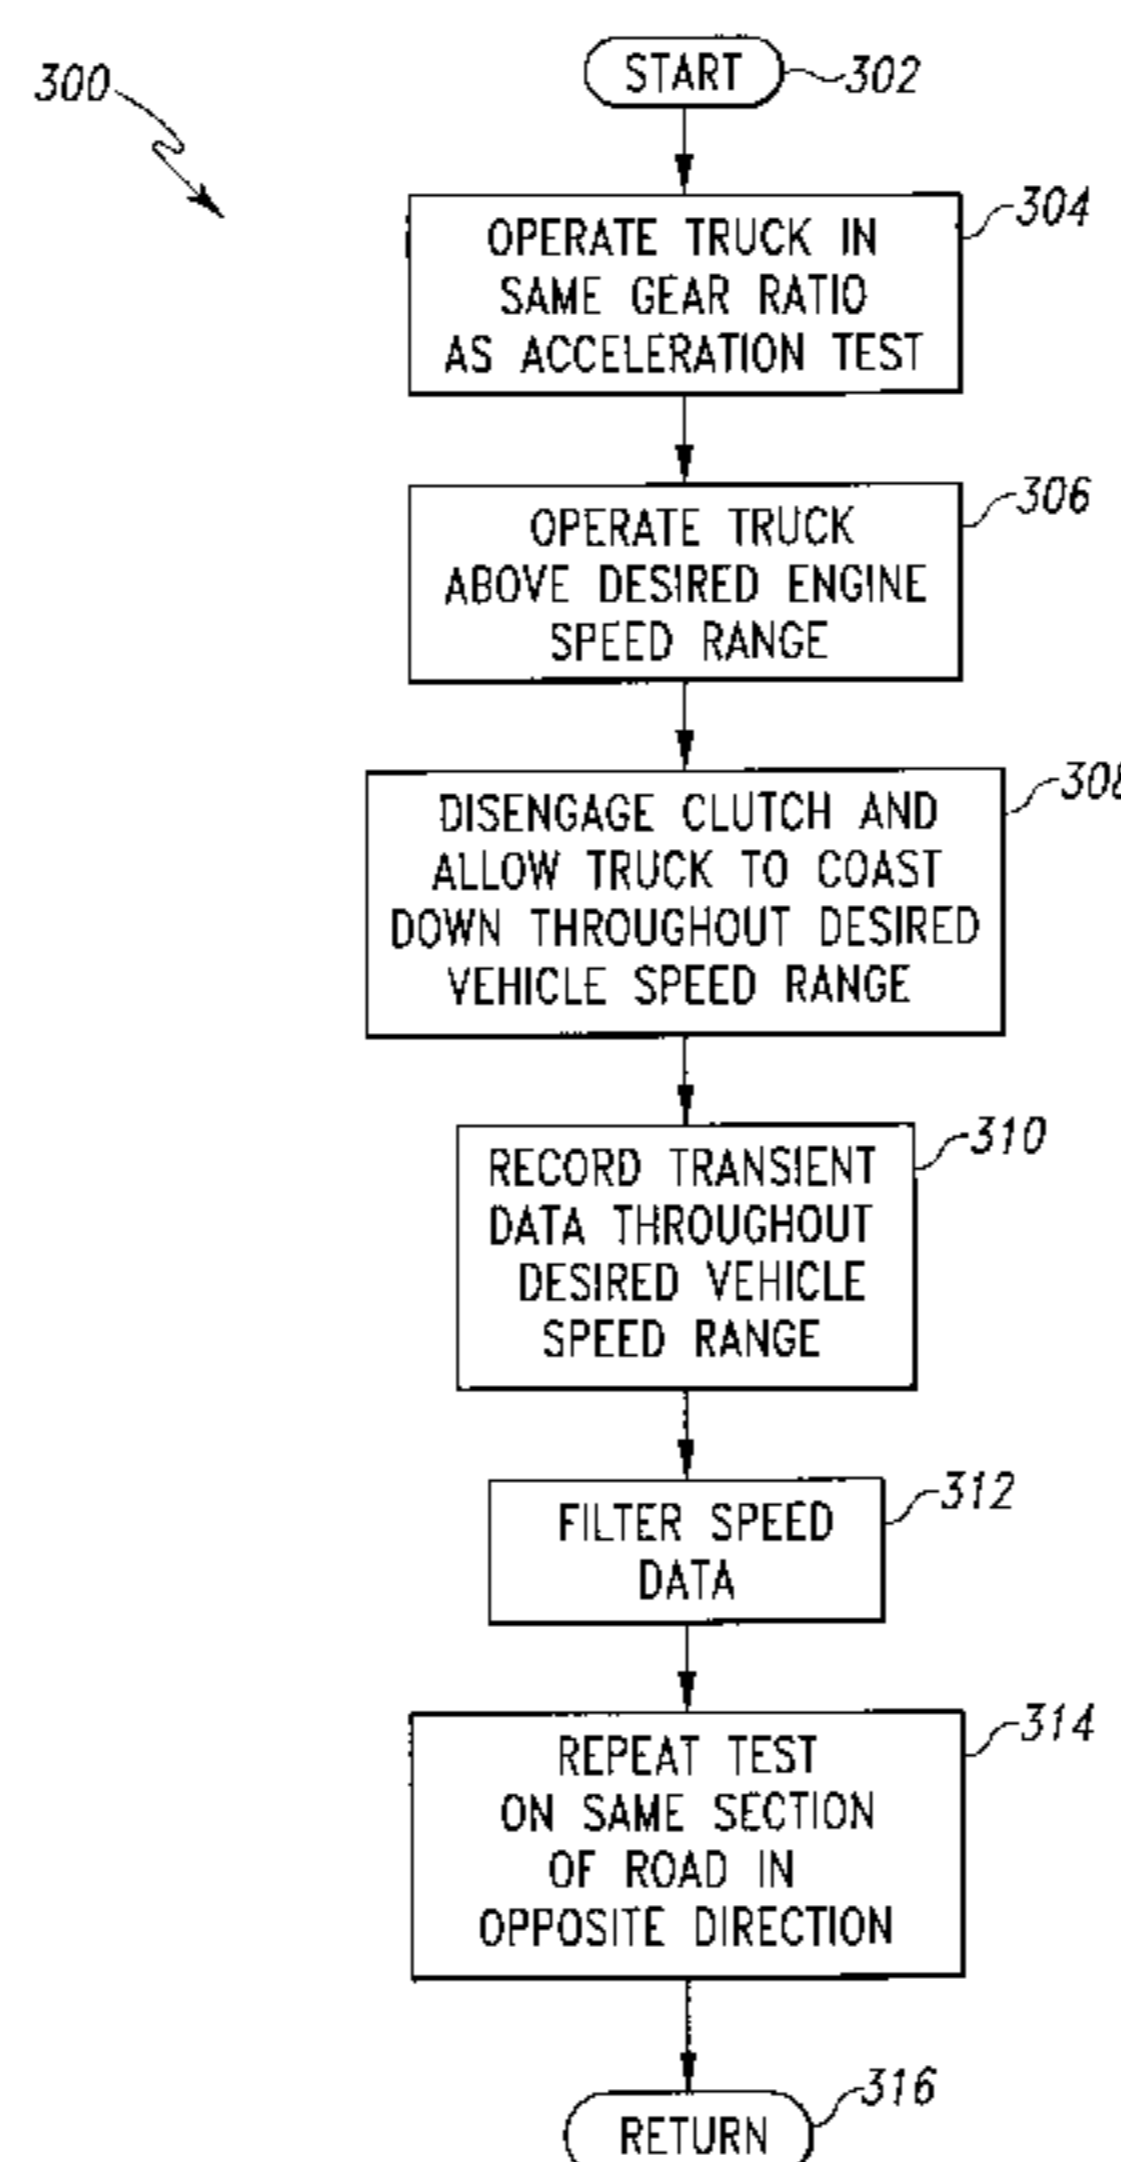 300
START
302
OPERATE TRUCK IN
SAME GEAR RATIO
AS ACCELERATION TEST
304
OPERATE TRUCK
ABOVE DESIRED ENGINE
SPEED RANGE
306
DISENGAGE CLUTCH AND
ALLOW TRUCK TO COAST
DOWN THROUGHOUT DESIRED
VEHICLE SPEED RANGE
308
RECORD TRANSIENT
DATA THROUGHOUT
DESIRED VEHICLE
SPEED RANGE
310
FILTER SPEED
DATA
312
REPEAT TEST
ON SAME SECTION
OF ROAD IN
OPPOSITE DIRECTION
314
RETURN
316